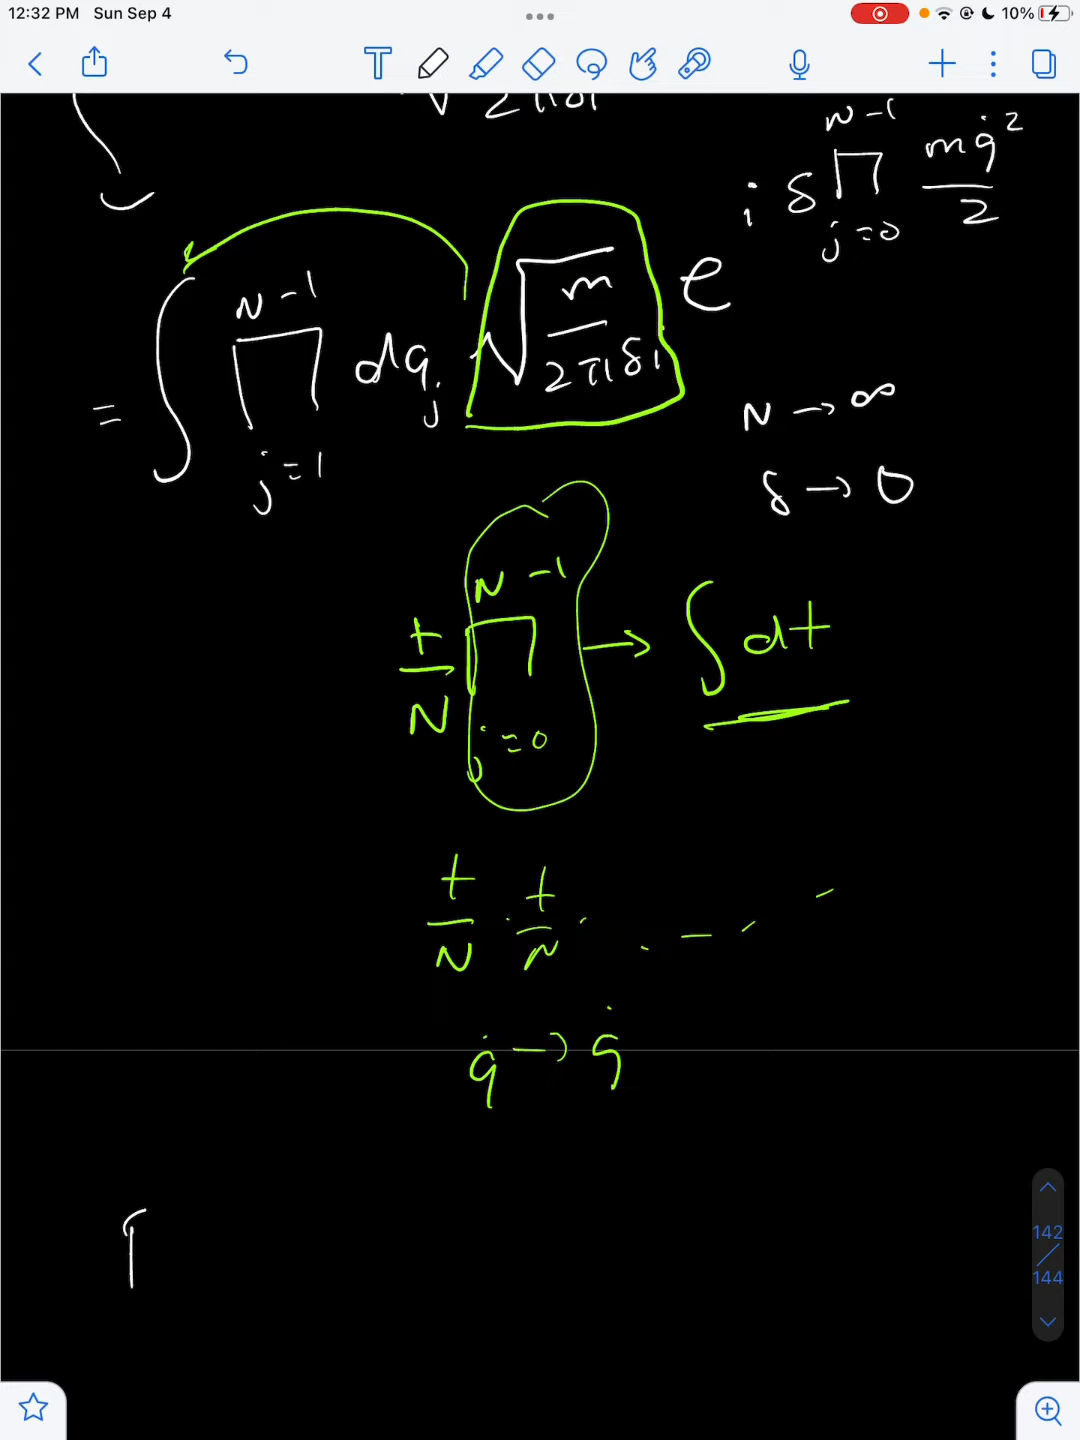 12:32 PM Sun Sep 4
10%
N-1
i δ ∏ mq̇²/2
j=0
= ∫ N-1 ∏ j=1 dq_j √(m/2πiδ) e
N → ∞
δ → 0
t/N N-1 ∏ j=0 → ∫ dt
t/N · t/N · . - - -
q̇ → q̇
142
/
144